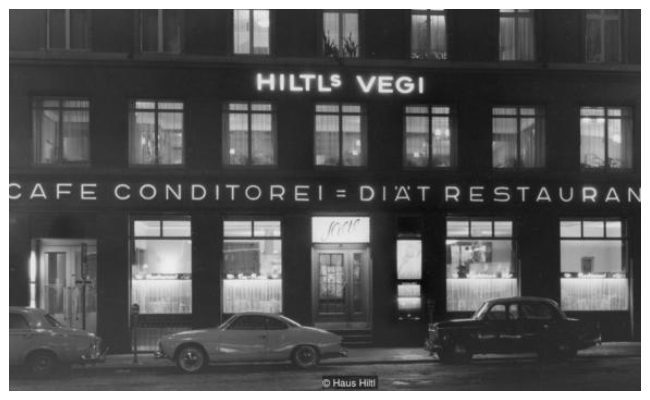 HILTLS VEGI
CAFE CONDITOREI = DIÄT RESTAURAN
© Haus Hiltl